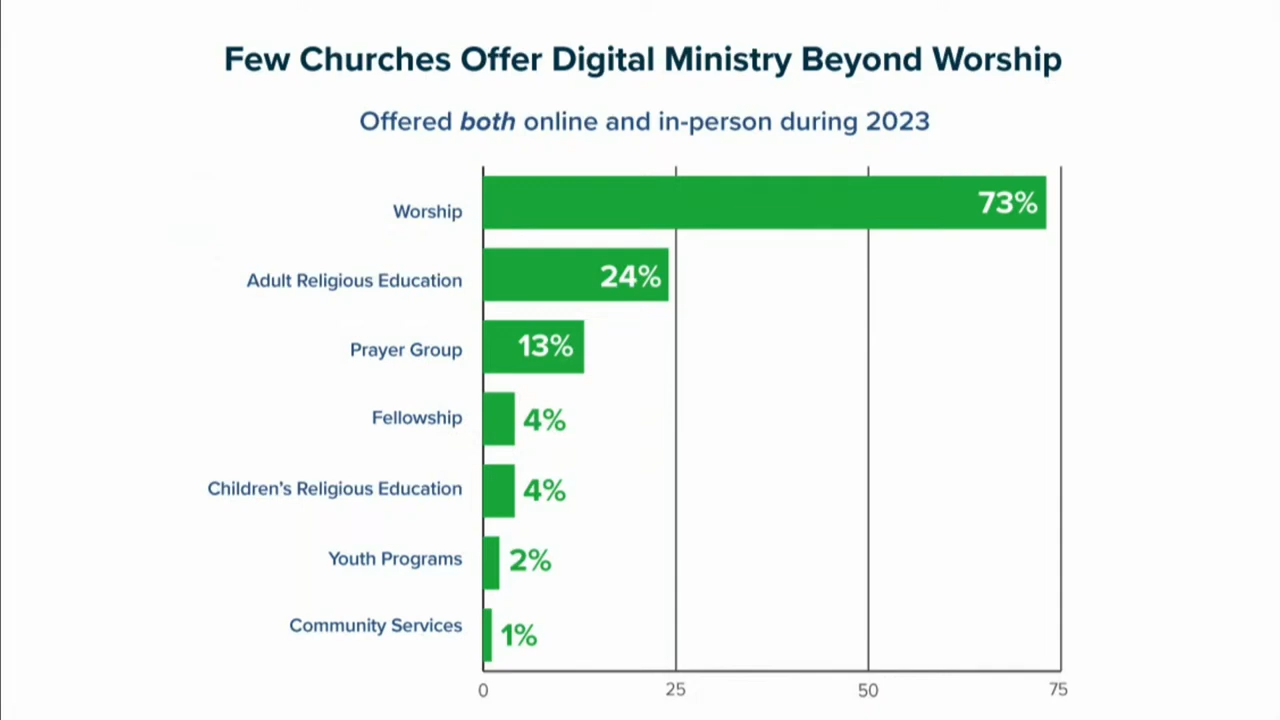 Few Churches Offer Digital Ministry Beyond Worship
Offered both online and in-person during 2023
Worship 73%
Adult Religious Education 24%
Prayer Group 13%
Fellowship 4%
Children’s Religious Education 4%
Youth Programs 2%
Community Services 1%
0 25 50 75